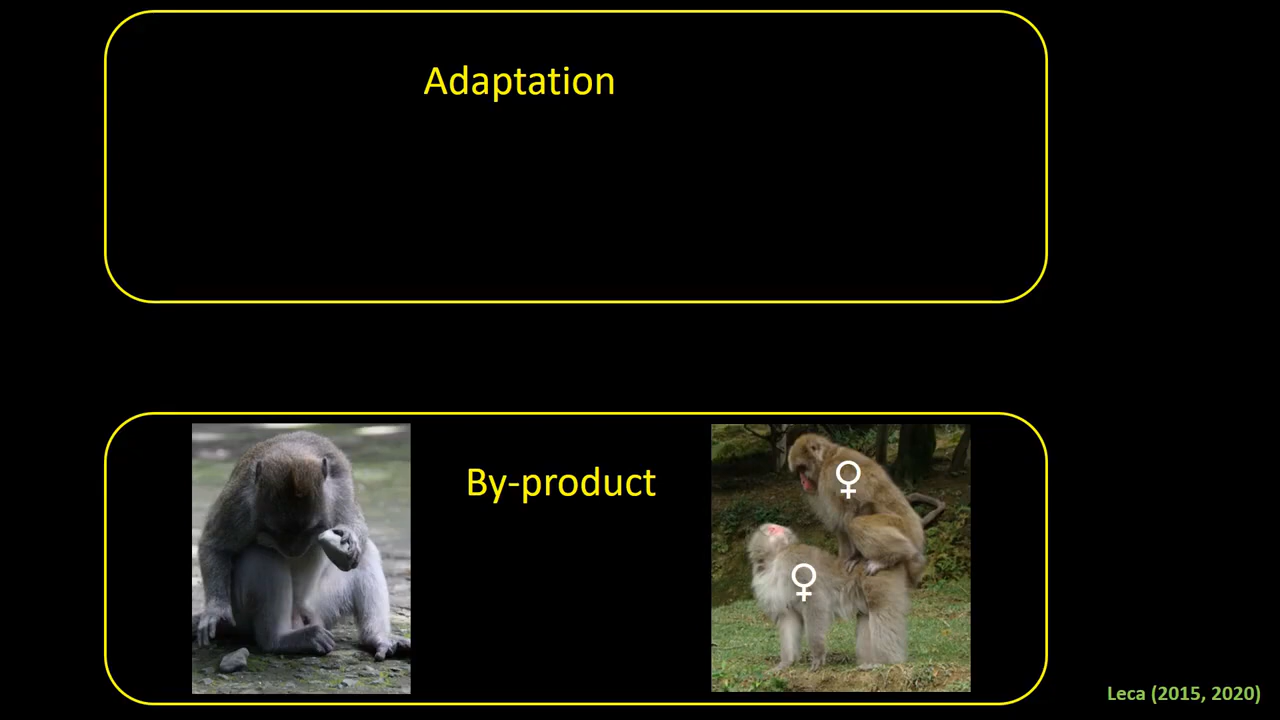 Adaptation
By-product
♀
♀
Leca (2015, 2020)